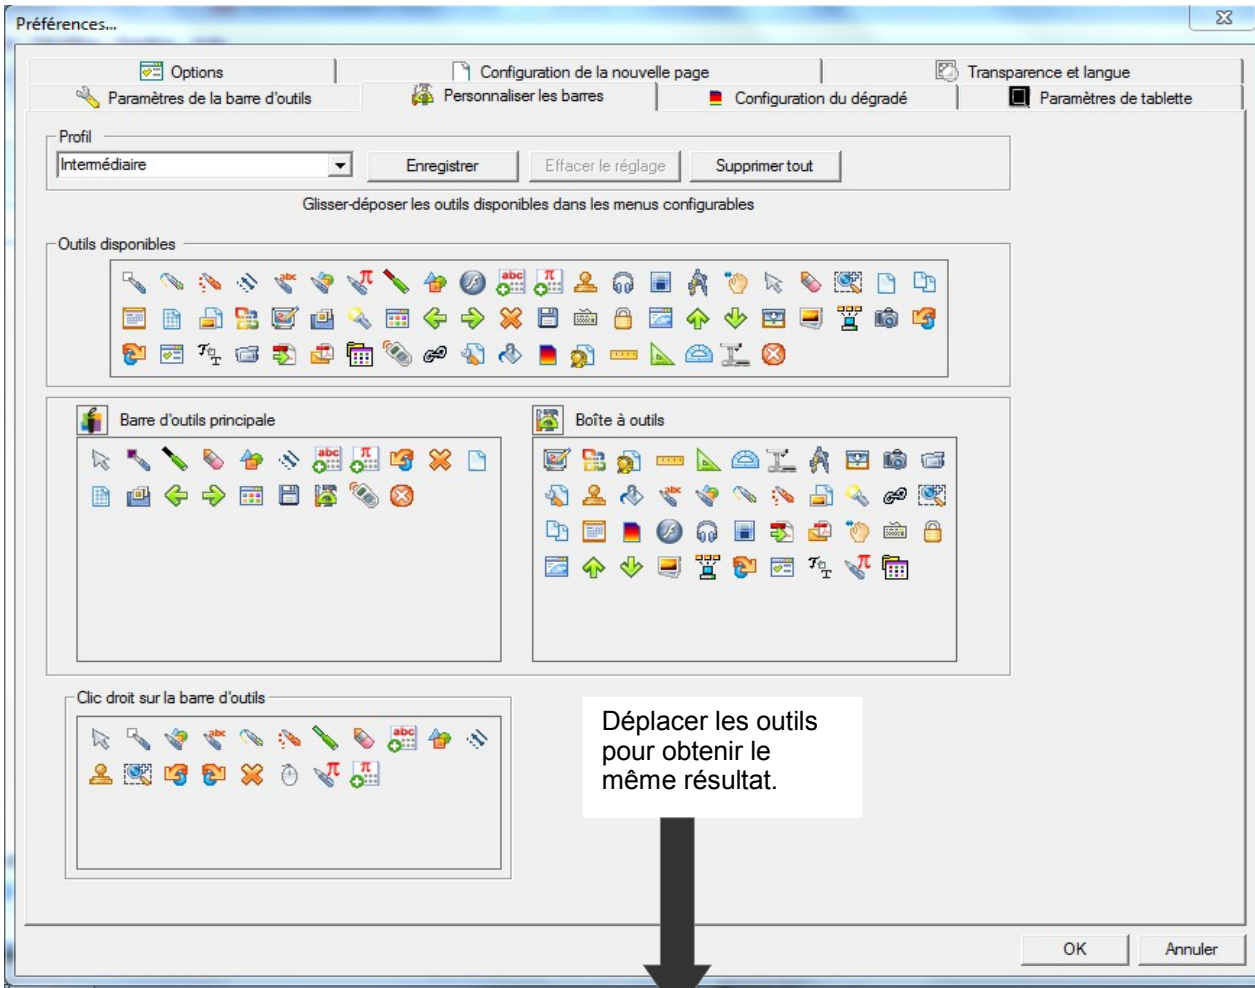 Préférences...
Options
Configuration de la nouvelle page
Transparence et langue
Paramètres de la barre d'outils
Personnaliser les barres
Configuration du dégradé
Paramètres de tablette
Profil
Intermédiaire
Enregistrer
Effacer le réglage
Supprimer tout
Glisser-déposer les outils disponibles dans les menus configurables
Outils disponibles
Barre d'outils principale
Boîte à outils
Clic droit sur la barre d'outils
Déplacer les outils
pour obtenir le
même résultat.
OK
Annuler